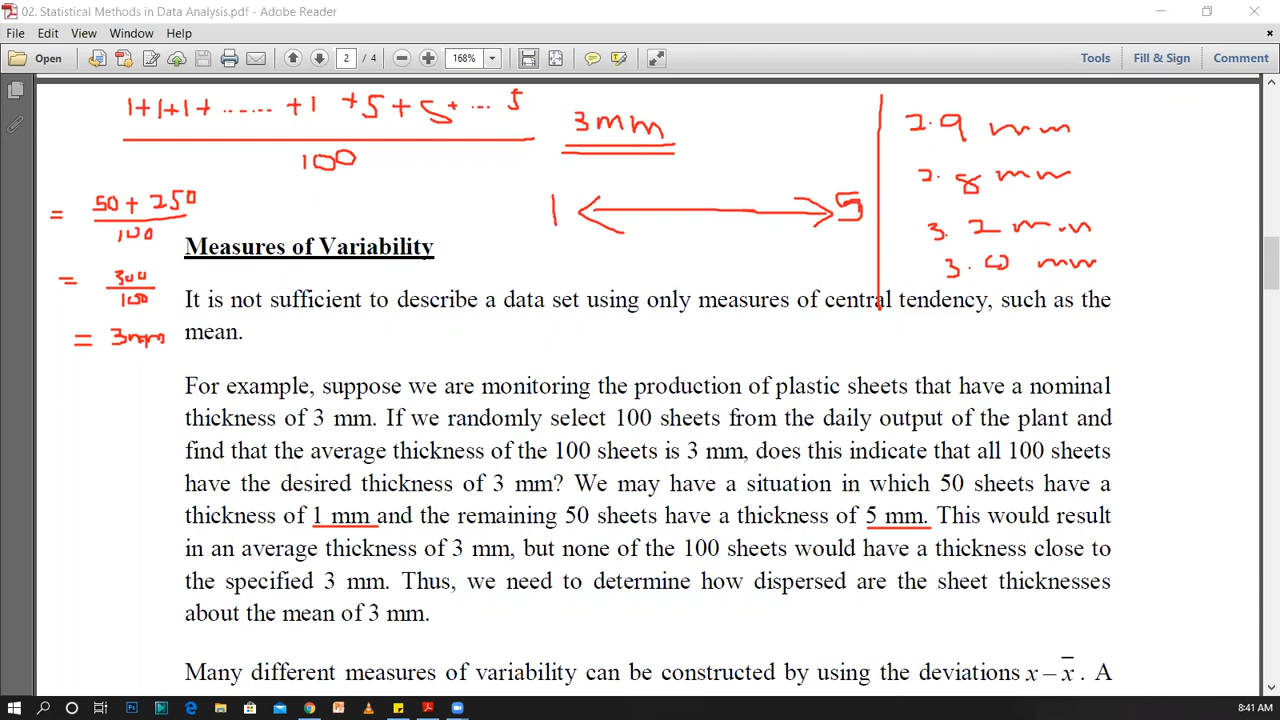 02. Statistical Methods in Data Analysis.pdf - Adobe Reader
File Edit View Window Help
Open 2 / 4 168% Tools Fill & Sign Comment
1+1+1+ ...... +1 +5+5+ ... 5
100
3mm
2.9 mm
2.8 mm
3.2 mm
3.0 mm
1 5
= 50 + 250
100
= 300
100
= 3mm
Measures of Variability
It is not sufficient to describe a data set using only measures of central tendency, such as the
mean.
For example, suppose we are monitoring the production of plastic sheets that have a nominal
thickness of 3 mm. If we randomly select 100 sheets from the daily output of the plant and
find that the average thickness of the 100 sheets is 3 mm, does this indicate that all 100 sheets
have the desired thickness of 3 mm? We may have a situation in which 50 sheets have a
thickness of 1 mm and the remaining 50 sheets have a thickness of 5 mm. This would result
in an average thickness of 3 mm, but none of the 100 sheets would have a thickness close to
the specified 3 mm. Thus, we need to determine how dispersed are the sheet thicknesses
about the mean of 3 mm.
Many different measures of variability can be constructed by using the deviations x – x̄ . A
8:41 AM